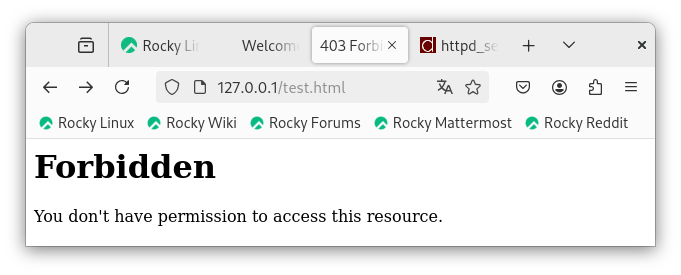 Rocky Lin
Welcome
403 Forbi
httpd_se
127.0.0.1/test.html
Rocky Linux
Rocky Wiki
Rocky Forums
Rocky Mattermost
Rocky Reddit
Forbidden
You don't have permission to access this resource.